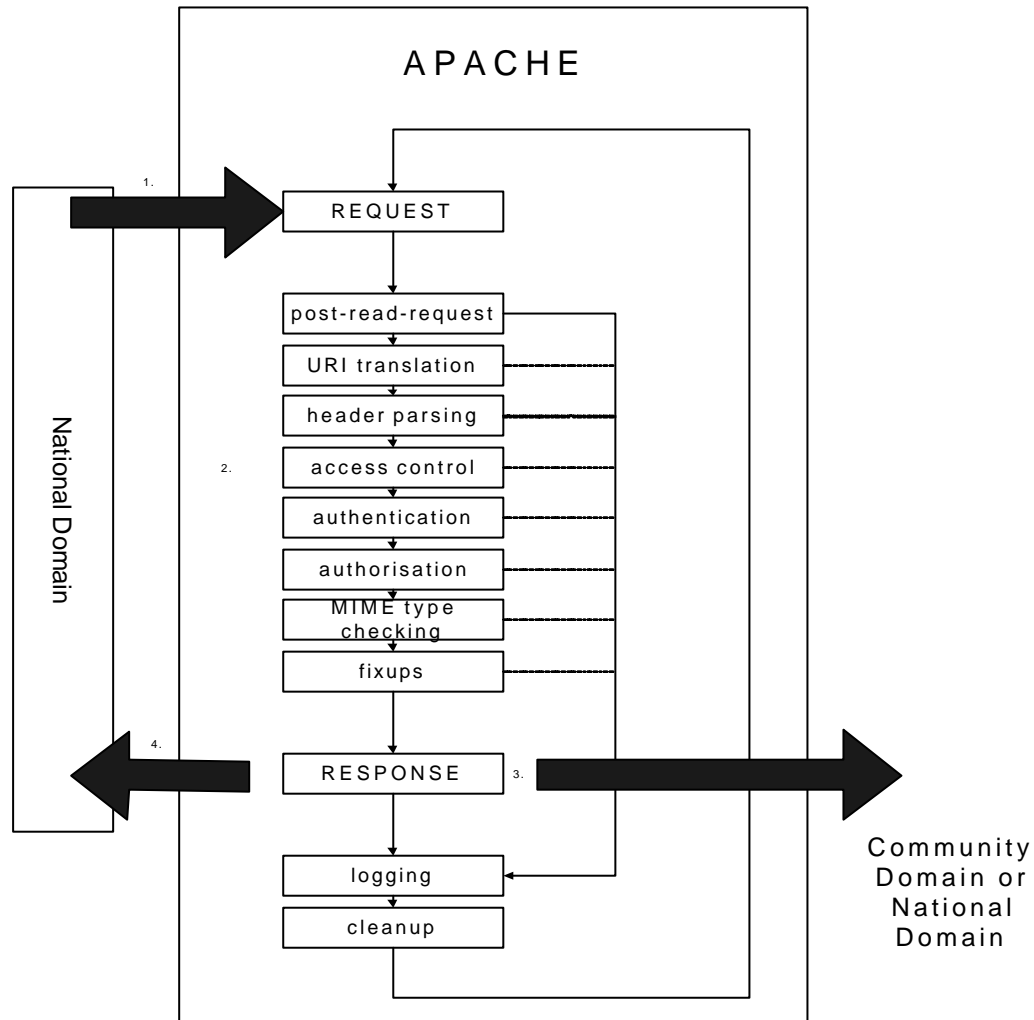 APACHE
1.
REQUEST
post-read-request
URI translation
header parsing
2.
access control
authentication
authorisation
MIME type
checking
fixups
National Domain
4.
RESPONSE
3.
logging
cleanup
Community
Domain or
National
Domain